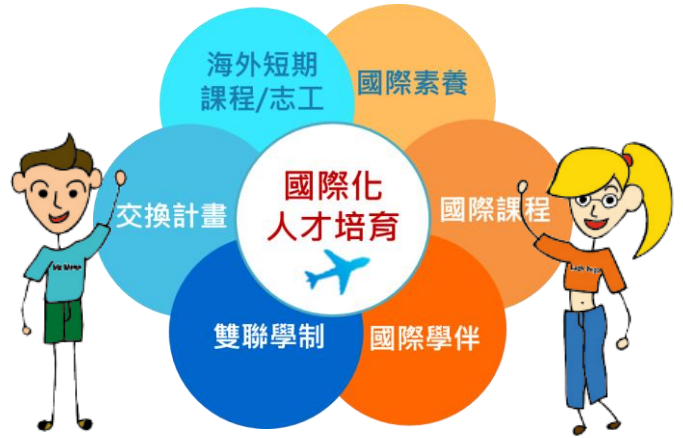 海外短期
課程/志工
國際素養
交換計畫
國際化
人才培育
國際課程
雙聯學制
國際學伴